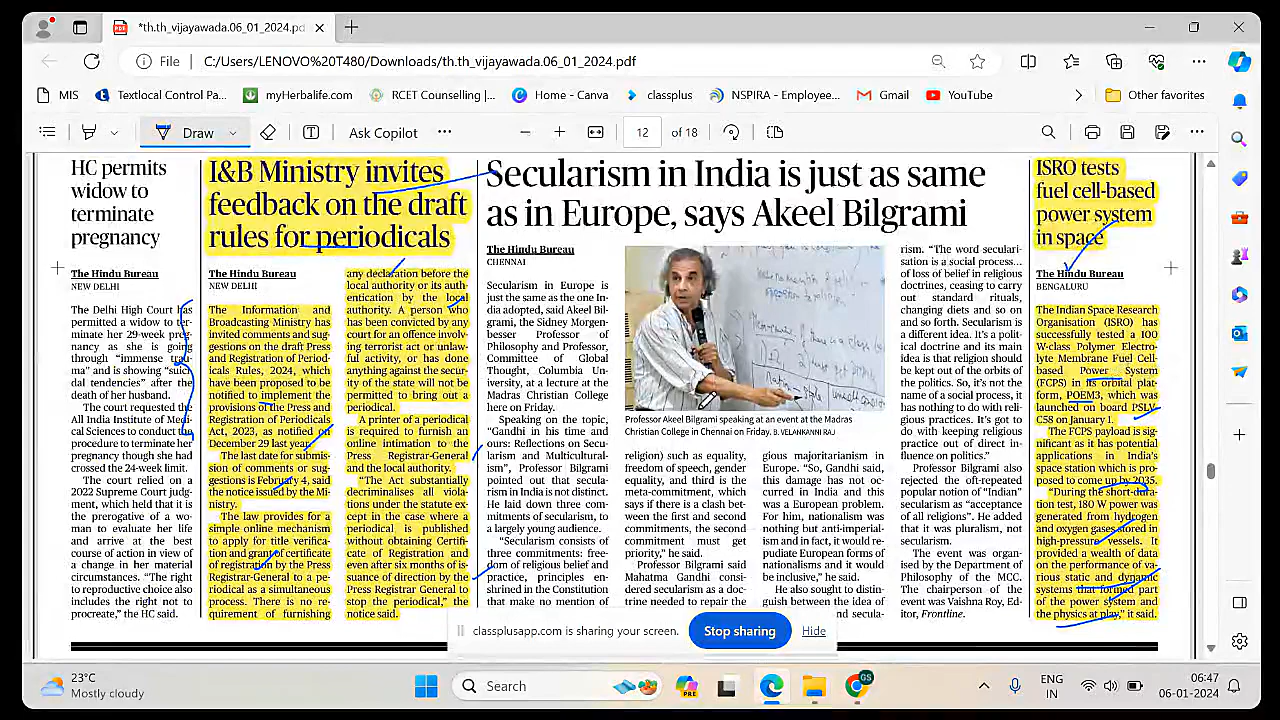 *th.th_vijayawada.06_01_2024.pd
File C:/Users/LENOVO%20T480/Downloads/th.th_vijayawada.06_01_2024.pdf
MIS Textlocal Control Pa... myHerbalife.com RCET Counselling |... Home - Canva classplus NSPIRA - Employee... Gmail YouTube Other favorites
Draw Ask Copilot 12 of 18
HC permits
widow to
terminate
pregnancy
The Hindu Bureau
NEW DELHI
The Delhi High Court has
permitted a widow to ter-
minate her 29-week preg-
nancy as she is going
through “immense trau-
ma” and is showing “suici-
dal tendencies” after the
death of her husband.
The court requested the
All India Institute of Medi-
cal Sciences to conduct the
procedure to terminate her
pregnancy though she had
crossed the 24-week limit.
The court relied on a
2022 Supreme Court judg-
ment, which held that it is
the prerogative of a wo-
man to evaluate her life
and arrive at the best
course of action in view of
a change in her material
circumstances. “The right
to reproductive choice also
includes the right not to
procreate,” the HC said.
I&B Ministry invites
feedback on the draft
rules for periodicals
The Hindu Bureau
NEW DELHI
The Information and
Broadcasting Ministry has
invited comments and sug-
gestions on the draft Press
and Registration of Period-
icals Rules, 2024, which
have been proposed to be
notified to implement the
provisions of the Press and
Registration of Periodicals
Act, 2023, as notified on
December 29 last year.
The last date for submis-
sion of comments or sug-
gestions is February 4, said
the notice issued by the Mi-
nistry.
The law provides for a
simple online mechanism
to apply for title verifica-
tion and grant of certificate
of registration by the Press
Registrar-General to a pe-
riodical as a simultaneous
process. There is no re-
quirement of furnishing
any declaration before the
local authority or its auth-
entication by the local
authority. A person who
has been convicted by any
court for an offence involv-
ing terrorist act or unlaw-
ful activity, or has done
anything against the secur-
ity of the state will not be
permitted to bring out a
periodical.
A printer of a periodical
is required to furnish an
online intimation to the
Press Registrar-General
and the local authority.
“The Act substantially
decriminalises all viola-
tions under the statute ex-
cept in the case where a
periodical is published
without obtaining Certifi-
cate of Registration and
even after six months of is-
suance of direction by the
Press Registrar General to
stop the periodical,” the
notice said.
Secularism in India is just as same
as in Europe, says Akeel Bilgrami
The Hindu Bureau
CHENNAI
Secularism in Europe is
just the same as the one In-
dia adopted, said Akeel Bil-
grami, the Sidney Morgen-
besser Professor of
Philosophy and Professor,
Committee of Global
Thought, Columbia Un-
iversity, at a lecture at the
Madras Christian College
here on Friday.
Speaking on the topic,
“Gandhi in his time and
ours: Reflections on Secu-
larism and Multicultural-
ism”, Professor Bilgrami
pointed out that secula-
rism in India is not distinct.
He laid down three com-
mitments of secularism, to
a largely young audience.
“Secularism consists of
three commitments: free-
dom of religious belief and
practice, principles en-
shrined in the Constitution
that make no mention of
Professor Akeel Bilgrami speaking at an event at the Madras
Christian College in Chennai on Friday. B. VELANKANNI RAJ
religion) such as equality,
freedom of speech, gender
equality, and third is the
meta-commitment, which
says if there is a clash bet-
ween the first and second
commitments, the second
commitment must get
priority,” he said.
Professor Bilgrami said
Mahatma Gandhi consi-
dered secularism as a doc-
trine needed to repair the
gious majoritarianism in
Europe. “So, Gandhi said,
this damage has not oc-
curred in India and this
was a European problem.
For him, nationalism was
nothing but anti-imperial-
ism and in fact, it would re-
pudiate European forms of
nationalisms and it would
be inclusive,” he said.
He also sought to distin-
guish between the idea of
and secula-
rism. “The word seculari-
sation is a social process...
of loss of belief in religious
doctrines, ceasing to carry
out standard rituals,
changing diets and so on
and so forth. Secularism is
a different idea. It's a polit-
ical doctrine and its main
idea is that religion should
be kept out of the orbits of
the politics. So, it's not the
name of a social process, it
has nothing to do with reli-
gious practices. It's got to
do with keeping religious
practice out of direct in-
fluence on politics.”
Professor Bilgrami also
rejected the oft-repeated
popular notion of “Indian”
secularism as “acceptance
of all religions”. He added
that it was pluralism, not
secularism.
The event was organ-
ised by the Department of
Philosophy of the MCC.
The chairperson of the
event was Vaishna Roy, Ed-
itor, Frontline.
ISRO tests
fuel cell-based
power system
in space
The Hindu Bureau
BENGALURU
The Indian Space Research
Organisation (ISRO) has
successfully tested a 100
W-class Polymer Electro-
lyte Membrane Fuel Cell-
based Power System
(FCPS) in its orbital plat-
form, POEM3, which was
launched on board PSLV-
C58 on January 1.
The FCPS payload is sig-
nificant as it has potential
applications in India's
space station which is pro-
posed to come up in 2035.
“During the short-dura-
tion test, 180 W power was
generated from hydrogen
and oxygen gases stored in
high-pressure vessels. It
provided a wealth of data
on the performance of va-
rious static and dynamic
systems that formed part
of the power system and
the physics at play,” it said.
classplusapp.com is sharing your screen. Stop sharing Hide
23°C
Mostly cloudy
Search
ENG
IN
06:47
06-01-2024